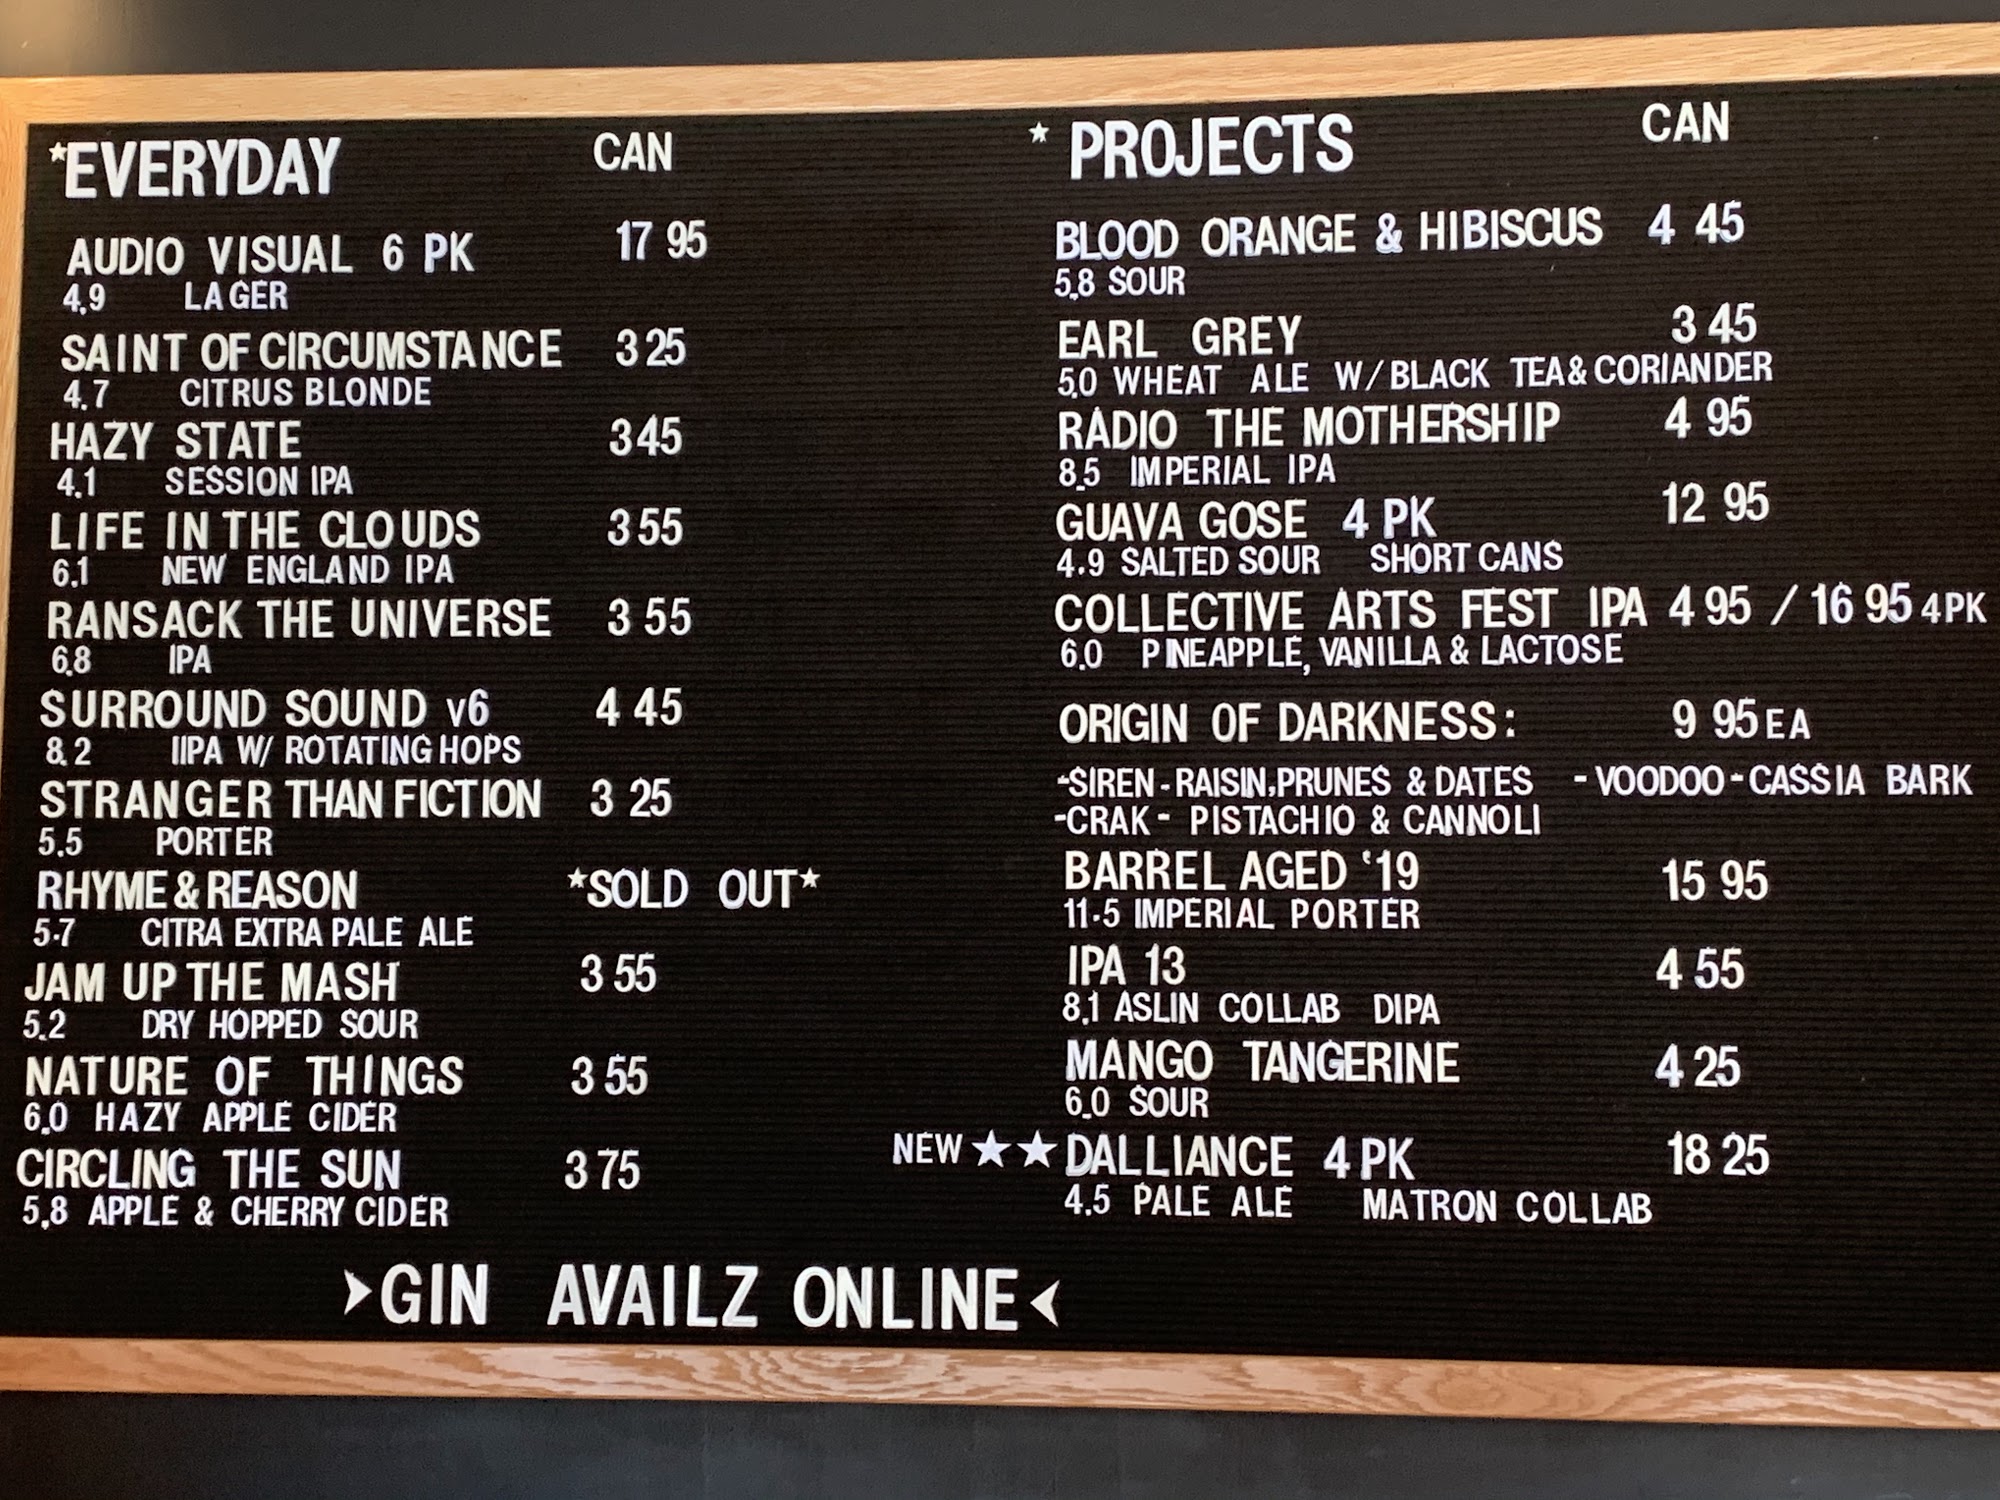 *EVERYDAY CAN
AUDIO VISUAL 6 PK 17 95
4.9 LAGER
SAINT OF CIRCUMSTANCE 3 25
4.7 CITRUS BLONDE
HAZY STATE 3 45
4.1 SESSION IPA
LIFE IN THE CLOUDS 3 55
6.1 NEW ENGLAND IPA
RANSACK THE UNIVERSE 3 55
6.8 IPA
SURROUND SOUND v6 4 45
8.2 IIPA W/ ROTATING HOPS
STRANGER THAN FICTION 3 25
5.5 PORTER
RHYME & REASON *SOLD OUT*
5.7 CITRA EXTRA PALE ALE
JAM UP THE MASH 3 55
5.2 DRY HOPPED SOUR
NATURE OF THINGS 3 55
6.0 HAZY APPLE CIDER
CIRCLING THE SUN 3 75
5.8 APPLE & CHERRY CIDER
* PROJECTS CAN
BLOOD ORANGE & HIBISCUS 4 45
5.8 SOUR
EARL GREY 3 45
5.0 WHEAT ALE W/ BLACK TEA & CORIANDER
RADIO THE MOTHERSHIP 4 95
8.5 IMPERIAL IPA
GUAVA GOSE 4 PK 12 95
4.9 SALTED SOUR SHORT CANS
COLLECTIVE ARTS FEST IPA 4 95 / 16 95 4PK
6.0 PINEAPPLE, VANILLA & LACTOSE
ORIGIN OF DARKNESS: 9 95 EA
-SIREN - RAISIN, PRUNES & DATES - VOODOO - CASSIA BARK
-CRAK - PISTACHIO & CANNOLI
BARREL AGED '19 15 95
11.5 IMPERIAL PORTER
IPA 13 4 55
8.1 ASLIN COLLAB DIPA
MANGO TANGERINE 4 25
6.0 SOUR
NEW ★★ DALLIANCE 4 PK 18 25
4.5 PALE ALE MATRON COLLAB
➤GIN AVAILZ ONLINE⮜